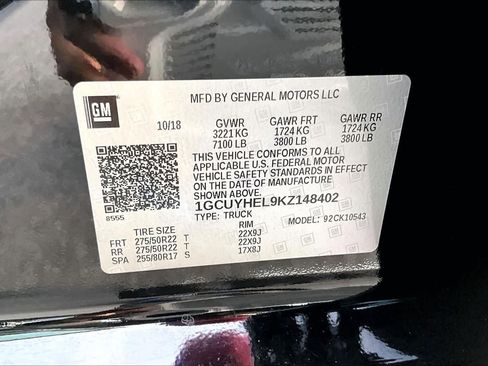 GM
MFD BY GENERAL MOTORS LLC
10/18 GVWR GAWR FRT GAWR RR
3221 KG 1724 KG 1724 KG
7100 LB 3800 LB 3800 LB
THIS VEHICLE CONFORMS TO ALL
APPLICABLE U.S. FEDERAL MOTOR
VEHICLE SAFETY STANDARDS IN EFFECT
ON THE DATE OF MANUFACTURE
SHOWN ABOVE.
1GCUYHEL9KZ148402
8555 TYPE: TRUCK MODEL: 92CK10543
TIRE SIZE RIM
FRT 275/50R22 T 22X9J
RR 275/50R22 T 22X9J
SPA 255/80R17 S 17X8J